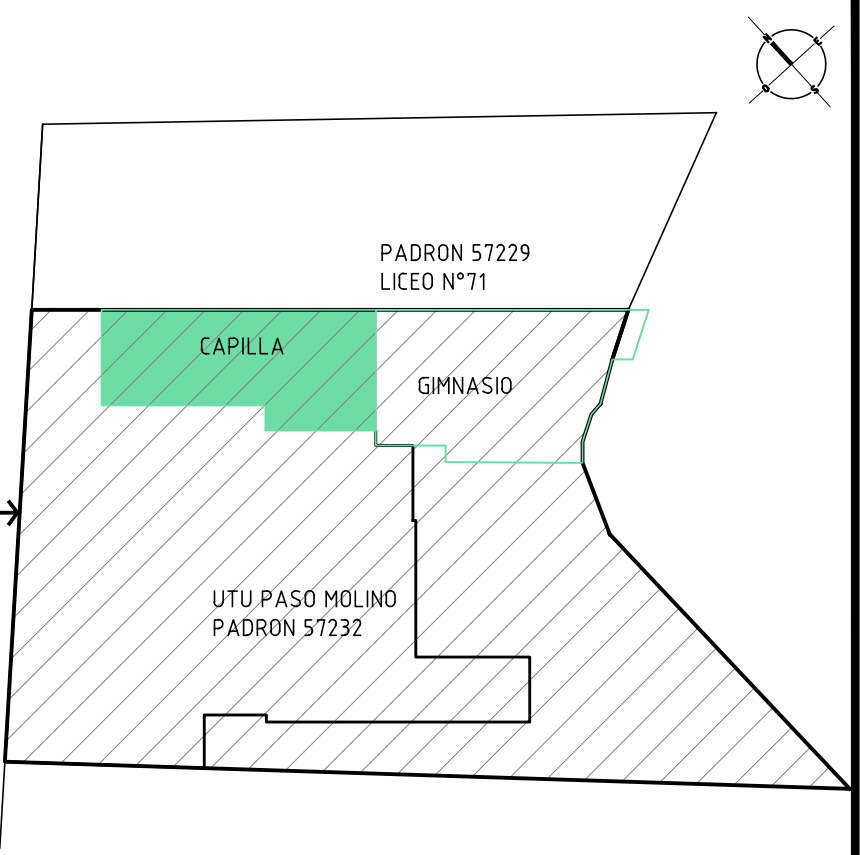 N
E
O
S
PADRON 57229
LICEO N°71
CAPILLA
GIMNASIO
UTU PASO MOLINO
PADRON 57232